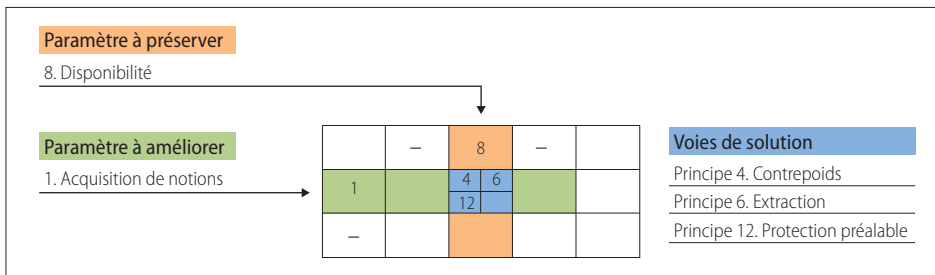 Paramètre à préserver
8. Disponibilité
Paramètre à améliorer
1. Acquisition de notions
– 8 –
1 4 6
12
–
Voies de solution
Principe 4. Contrepoids
Principe 6. Extraction
Principe 12. Protection préalable